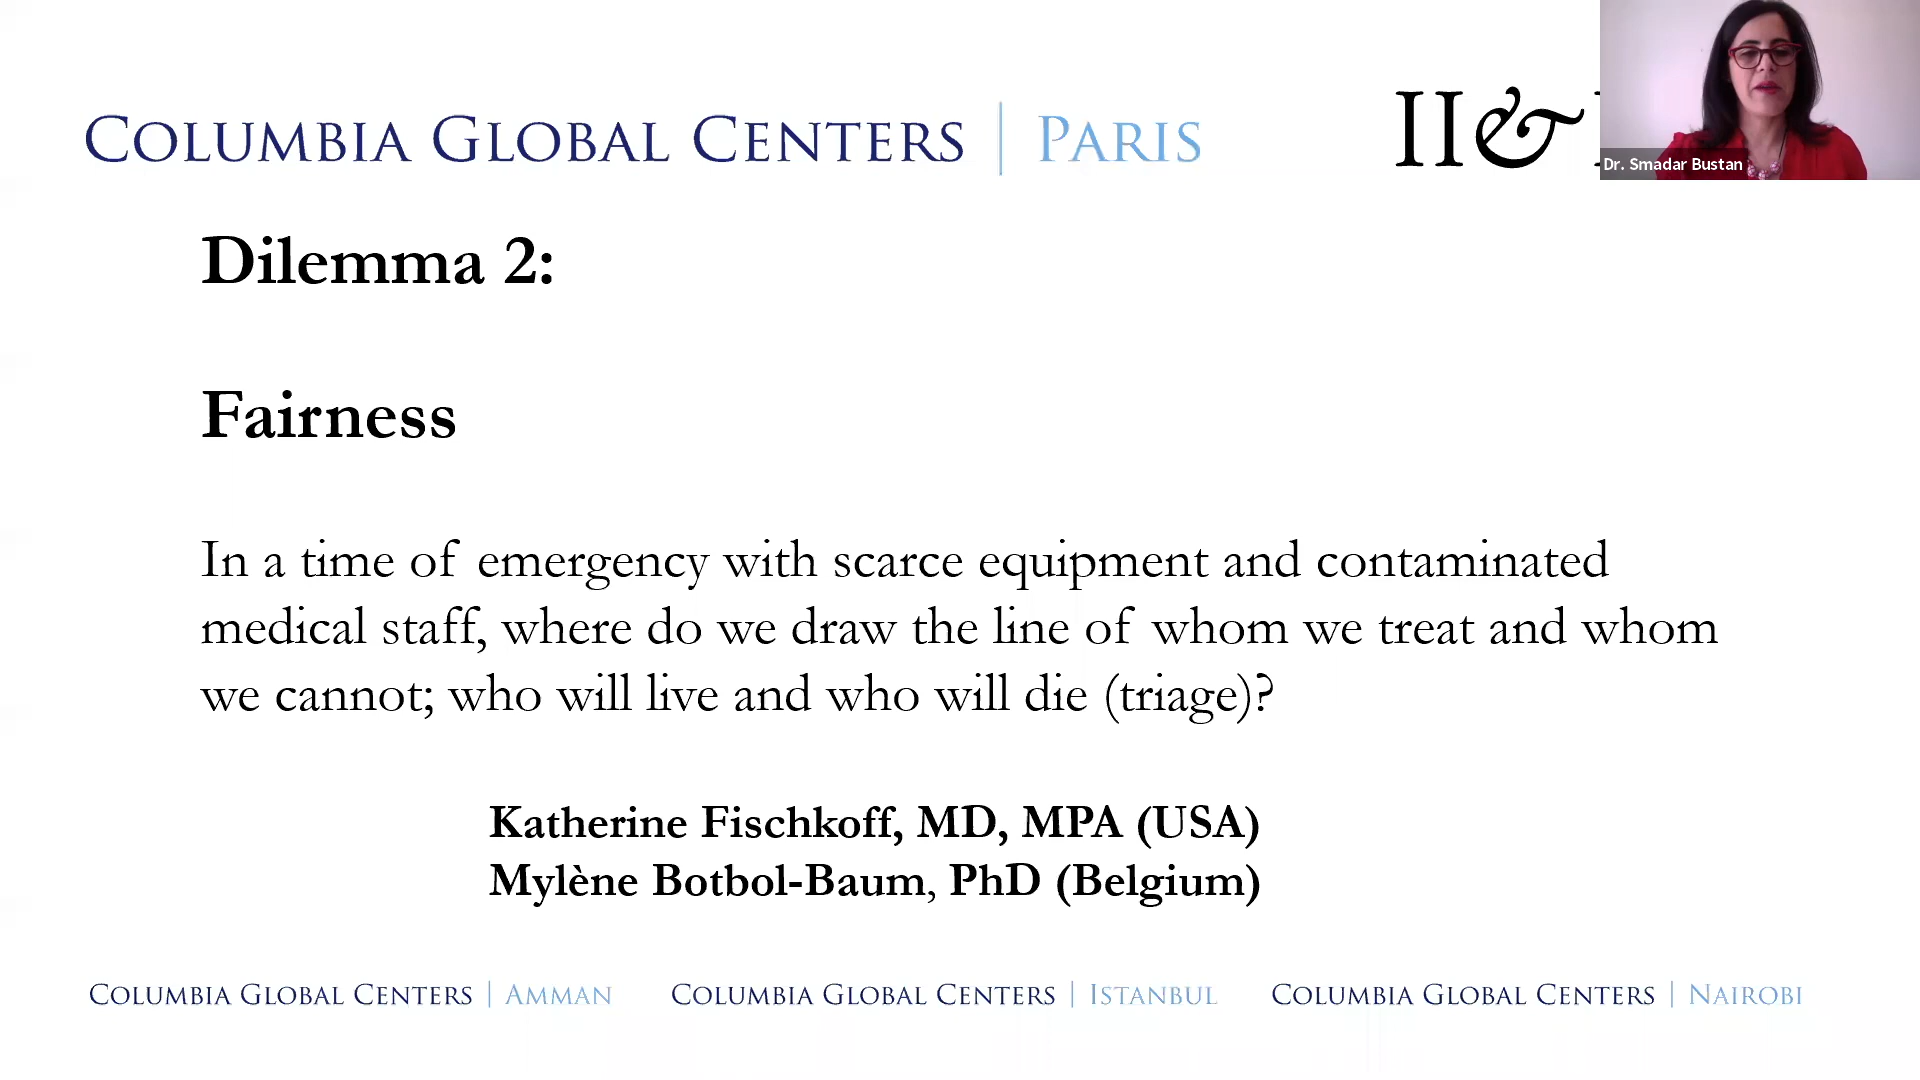 COLUMBIA GLOBAL CENTERS | PARIS
II&
Dr. Smadar Bustan
Dilemma 2:
Fairness
In a time of emergency with scarce equipment and contaminated
medical staff, where do we draw the line of whom we treat and whom
we cannot; who will live and who will die (triage)?
Katherine Fischkoff, MD, MPA (USA)
Mylène Botbol-Baum, PhD (Belgium)
COLUMBIA GLOBAL CENTERS | AMMAN
COLUMBIA GLOBAL CENTERS | ISTANBUL
COLUMBIA GLOBAL CENTERS | NAIROBI